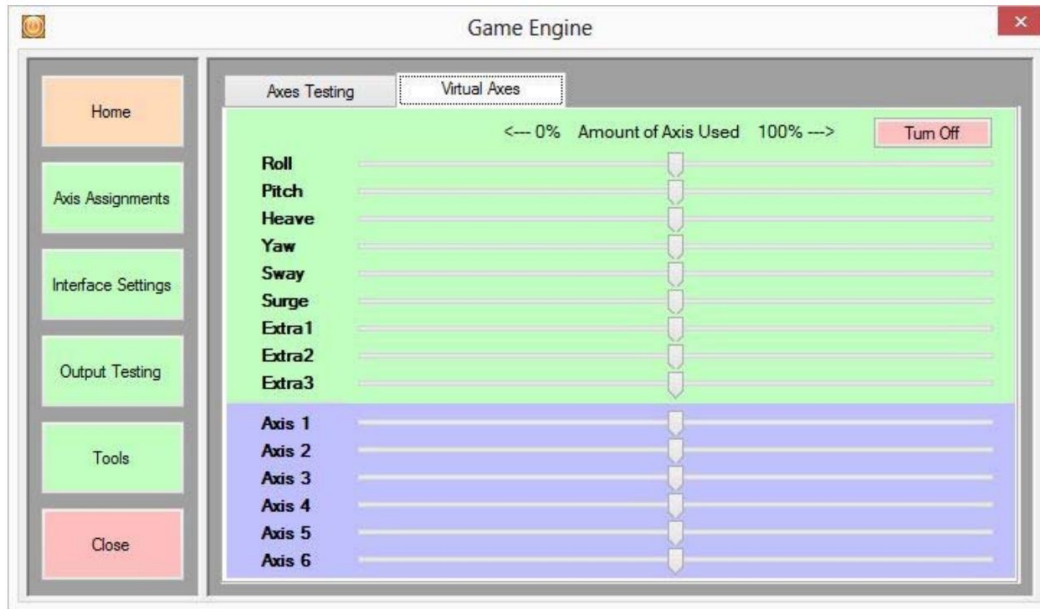 Game Engine
Home
Axis Assignments
Interface Settings
Output Testing
Tools
Close
Axes Testing
Virtual Axes
<--- 0% Amount of Axis Used 100% --->
Turn Off
Roll
Pitch
Heave
Yaw
Sway
Surge
Extra1
Extra2
Extra3
Axis 1
Axis 2
Axis 3
Axis 4
Axis 5
Axis 6